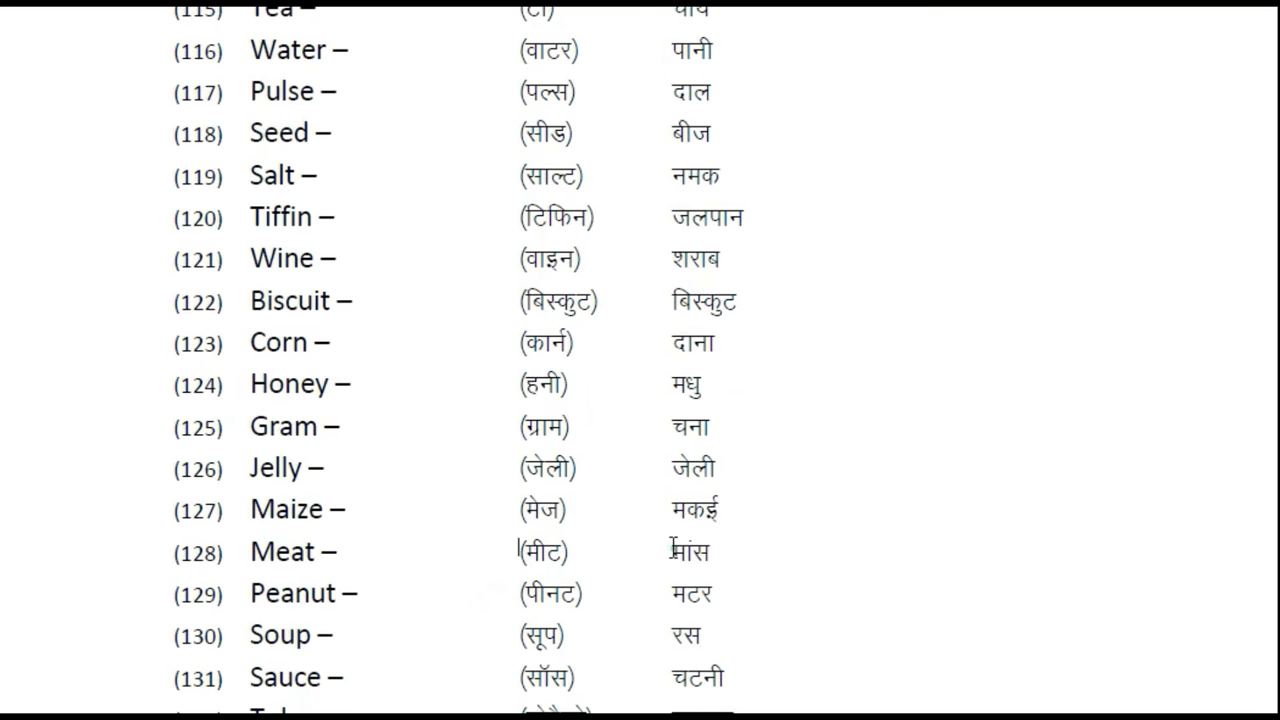 (115) Tea – (टी) चाय
(116) Water – (वाटर) पानी
(117) Pulse – (पल्स) दाल
(118) Seed – (सीड) बीज
(119) Salt – (साल्ट) नमक
(120) Tiffin – (टिफिन) जलपान
(121) Wine – (वाइन) शराब
(122) Biscuit – (बिस्कुट) बिस्कुट
(123) Corn – (कार्न) दाना
(124) Honey – (हनी) मधु
(125) Gram – (ग्राम) चना
(126) Jelly – (जेली) जेली
(127) Maize – (मेज) मकई
(128) Meat – (मीट) मांस
(129) Peanut – (पीनट) मटर
(130) Soup – (सूप) रस
(131) Sauce – (सॉस) चटनी